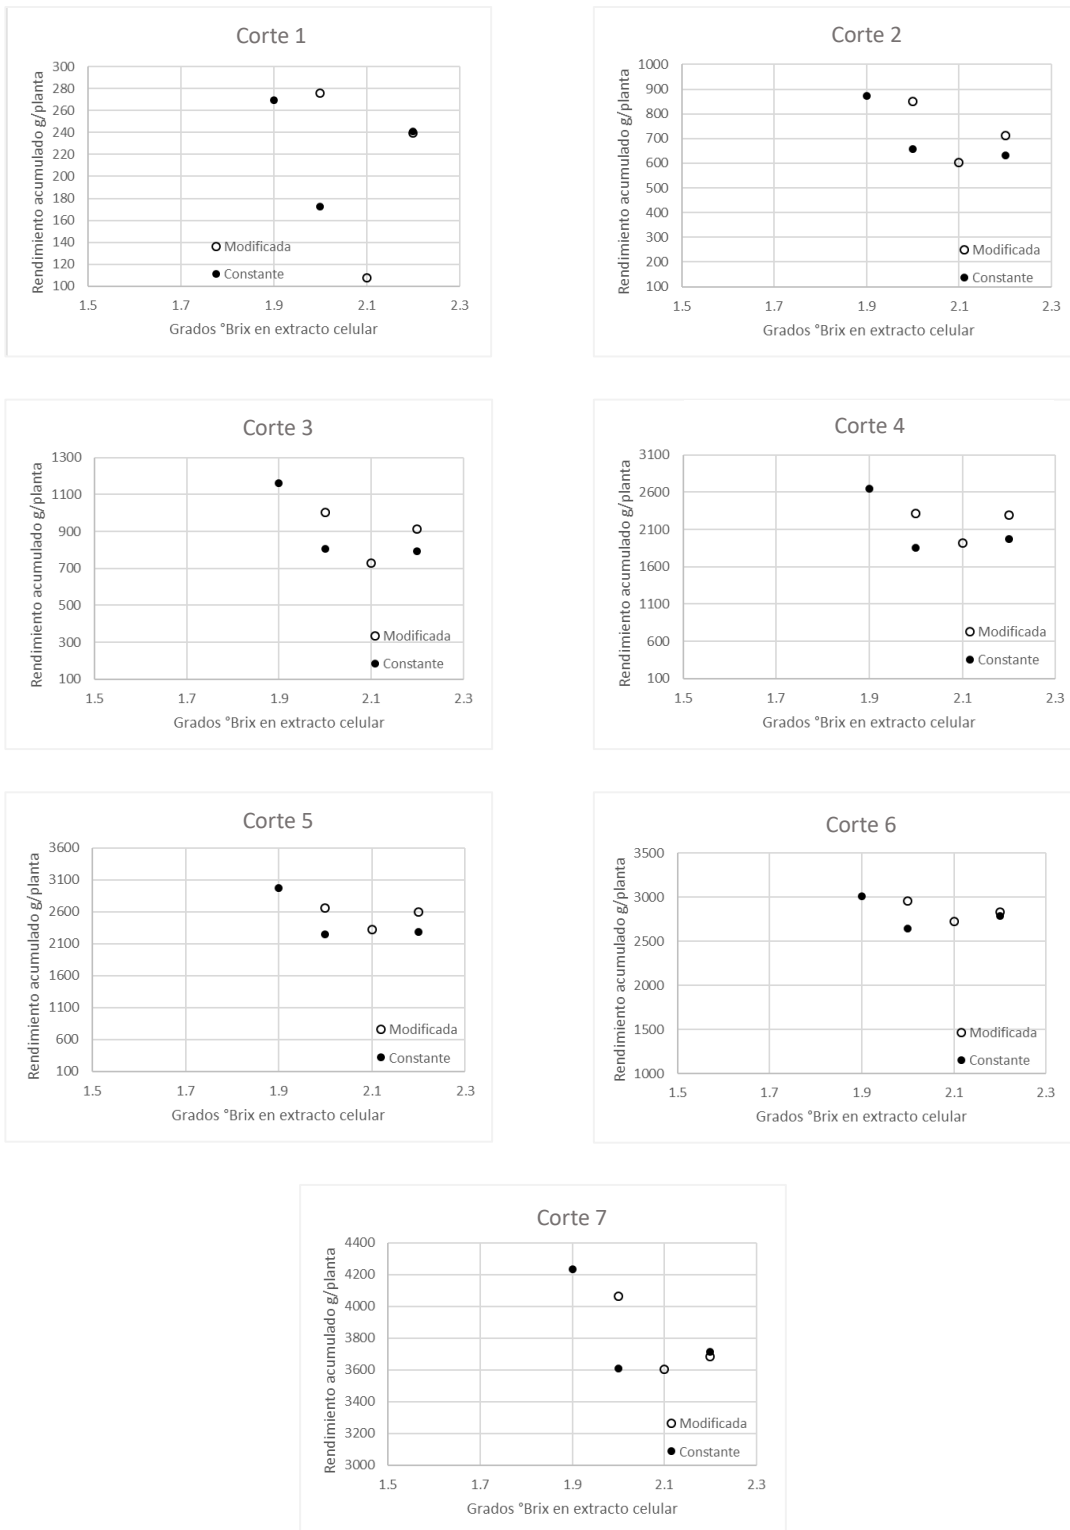 Corte 1
Rendimiento acumulado g/planta
300
280
260
240
220
200
180
160
140
120
100
Modificada
Constante
1.5 1.7 1.9 2.1 2.3
Grados °Brix en extracto celular
Corte 2
Rendimiento acumulado g/planta
1000
900
800
700
600
500
400
300
200
100
Modificada
Constante
1.5 1.7 1.9 2.1 2.3
Grados °Brix en extracto celular
Corte 3
Rendimiento acumulado g/planta
1300
1100
900
700
500
300
100
Modificada
Constante
1.5 1.7 1.9 2.1 2.3
Grados °Brix en extracto celular
Corte 4
Rendimiento acumulado g/planta
3100
2600
2100
1600
1100
600
100
Modificada
Constante
1.5 1.7 1.9 2.1 2.3
Grados °Brix en extracto celular
Corte 5
Rendimiento acumulado g/planta
3600
3100
2600
2100
1600
1100
600
100
Modificada
Constante
1.5 1.7 1.9 2.1 2.3
Grados °Brix en extracto celular
Corte 6
Rendimiento acumulado g/planta
3500
3000
2500
2000
1500
1000
Modificada
Constante
1.5 1.7 1.9 2.1 2.3
Grados °Brix en extracto celular
Corte 7
Rendimiento acumulado g/planta
4400
4200
4000
3800
3600
3400
3200
3000
Modificada
Constante
1.5 1.7 1.9 2.1 2.3
Grados °Brix en extracto celular